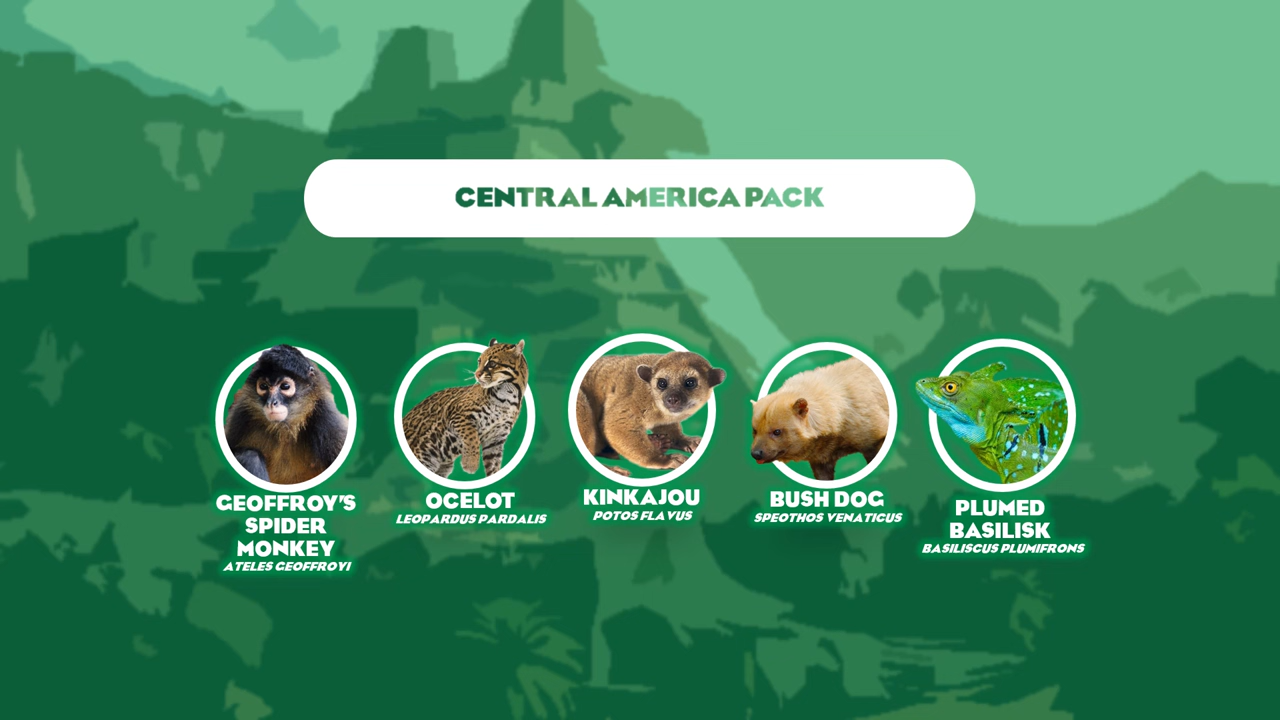 CENTRAL AMERICA PACK
GEOFFROY'S
SPIDER
MONKEY
ATELES GEOFFROYI
OCELOT
LEOPARDUS PARDALIS
KINKAJOU
POTOS FLAVUS
BUSH DOG
SPEOTHOS VENATICUS
PLUMED
BASILISK
BASILISCUS PLUMIFRONS